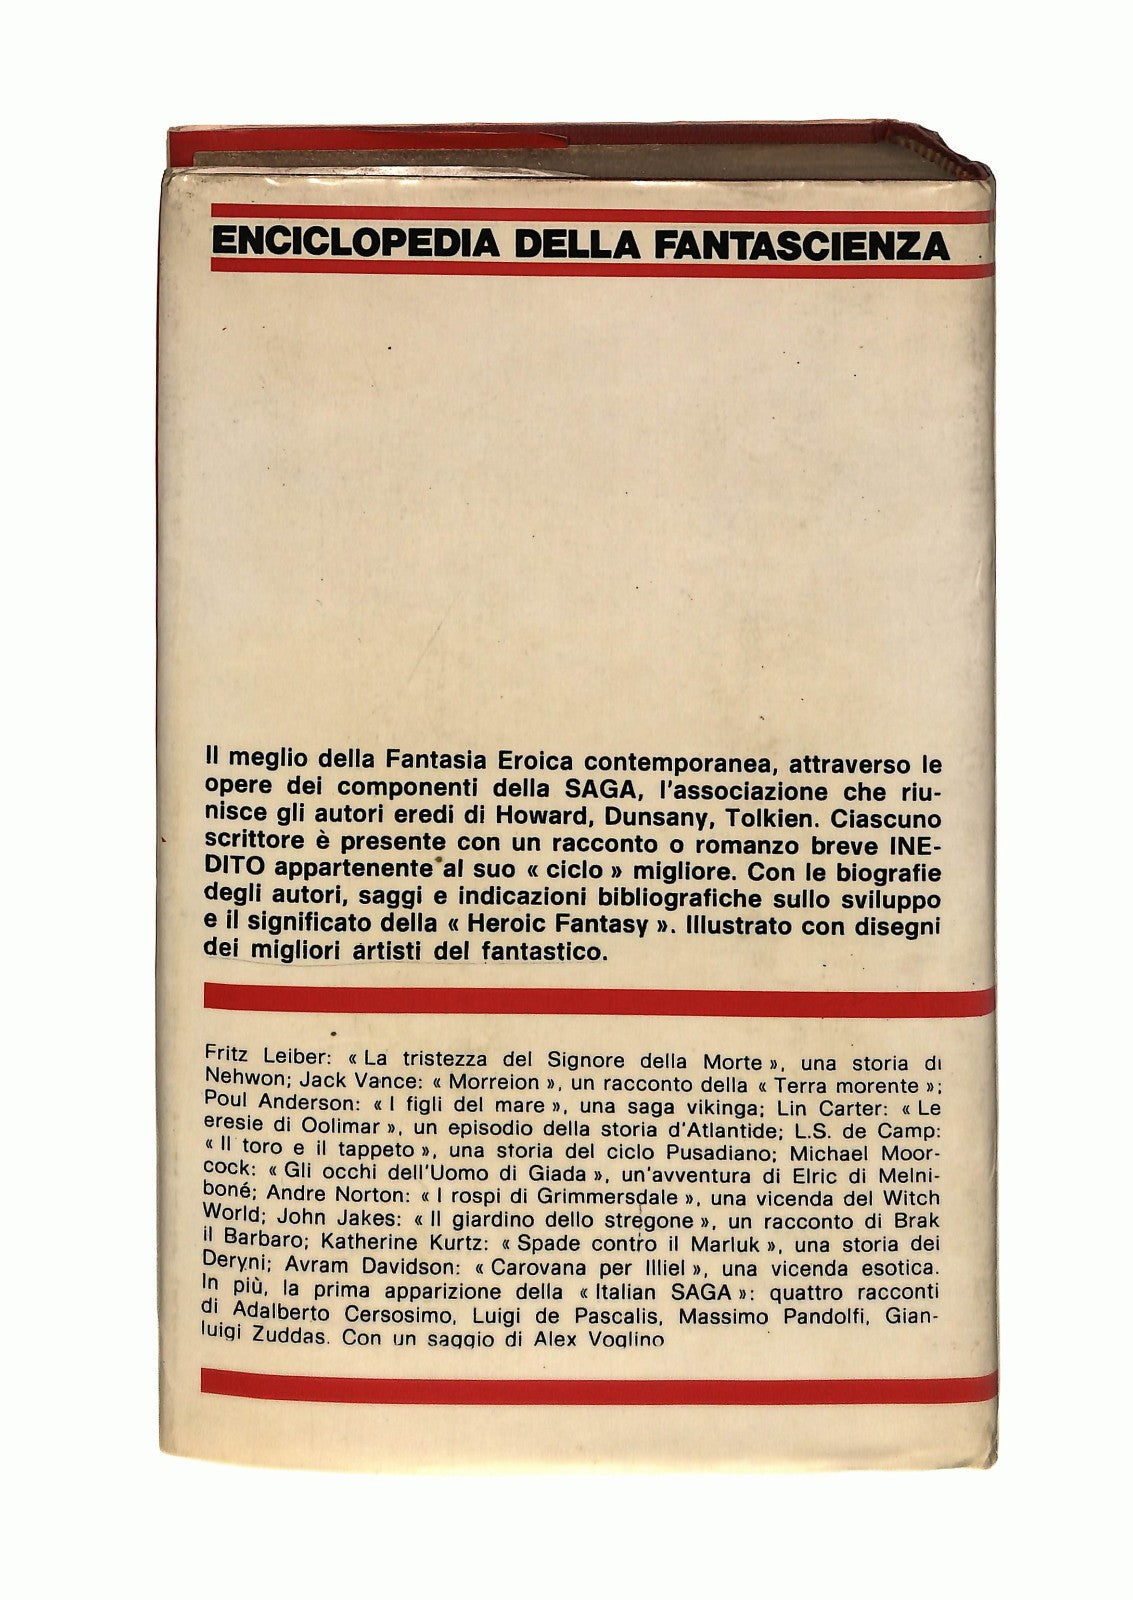 ENCICLOPEDIA DELLA FANTASCIENZA
Il meglio della Fantasia Eroica contemporanea, attraverso le
opere dei componenti della SAGA, l'associazione che riu-
nisce gli autori eredi di Howard, Dunsany, Tolkien. Ciascuno
scrittore è presente con un racconto o romanzo breve INE-
DITO appartenente al suo « ciclo » migliore. Con le biografie
degli autori, saggi e indicazioni bibliografiche sullo sviluppo
e il significato della « Heroic Fantasy ». Illustrato con disegni
dei migliori artisti del fantastico.
Fritz Leiber: « La tristezza del Signore della Morte », una storia di
Nehwon; Jack Vance: « Morreion », un racconto della « Terra morente »;
Poul Anderson: « I figli del mare », una saga vikinga; Lin Carter: « Le
eresie di Oolimar », un episodio della storia d'Atlantide; L.S. de Camp:
« Il toro e il tappeto », una storia del ciclo Pusadiano; Michael Moor-
cock: « Gli occhi dell'Uomo di Giada », un'avventura di Elric di Melni-
boné; Andre Norton: « I rospi di Grimmersdale », una vicenda del Witch
World; John Jakes: « Il giardino dello stregone », un racconto di Brak
il Barbaro; Katherine Kurtz: « Spade contro il Marluk », una storia dei
Deryni; Avram Davidson: « Carovana per Illiel », una vicenda esotica.
In più, la prima apparizione della « Italian SAGA »: quattro racconti
di Adalberto Cersosimo, Luigi de Pascalis, Massimo Pandolfi, Gian-
luigi Zuddas. Con un saggio di Alex Voglino